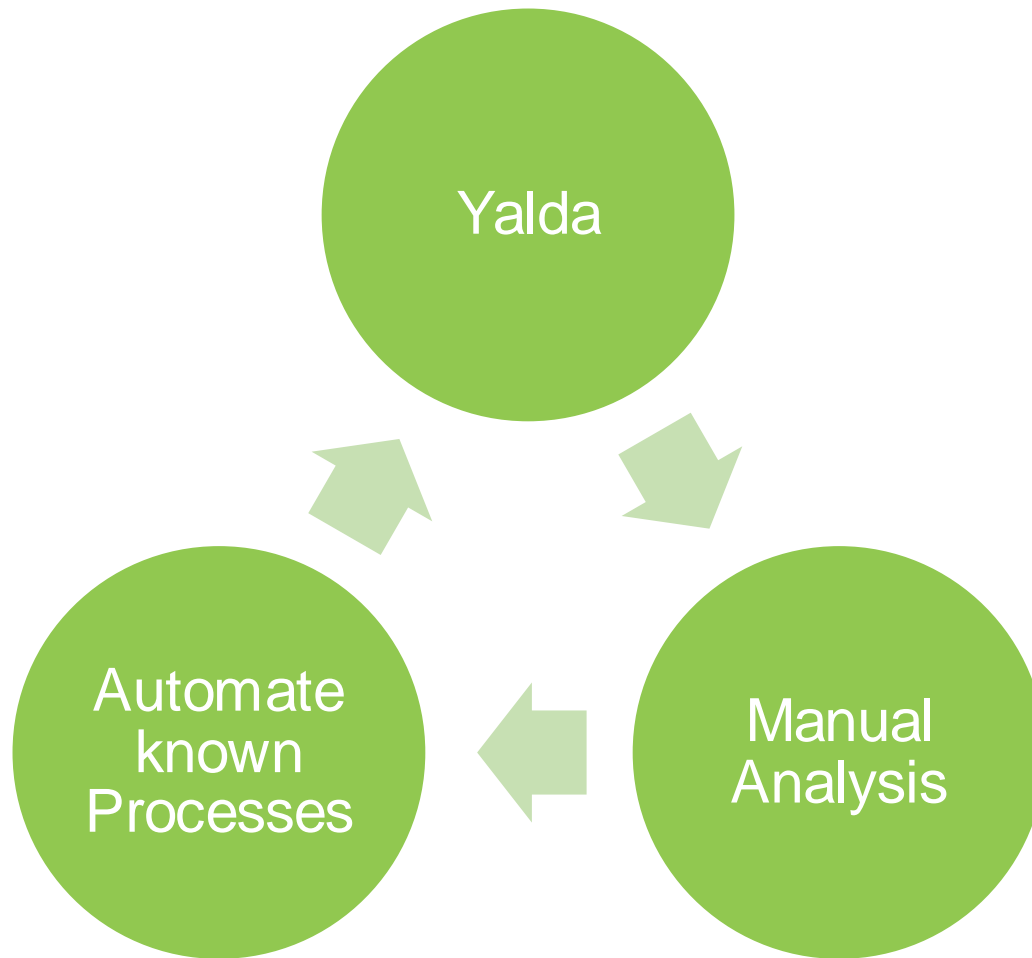 Yalda
Automate
known
Processes
Manual
Analysis